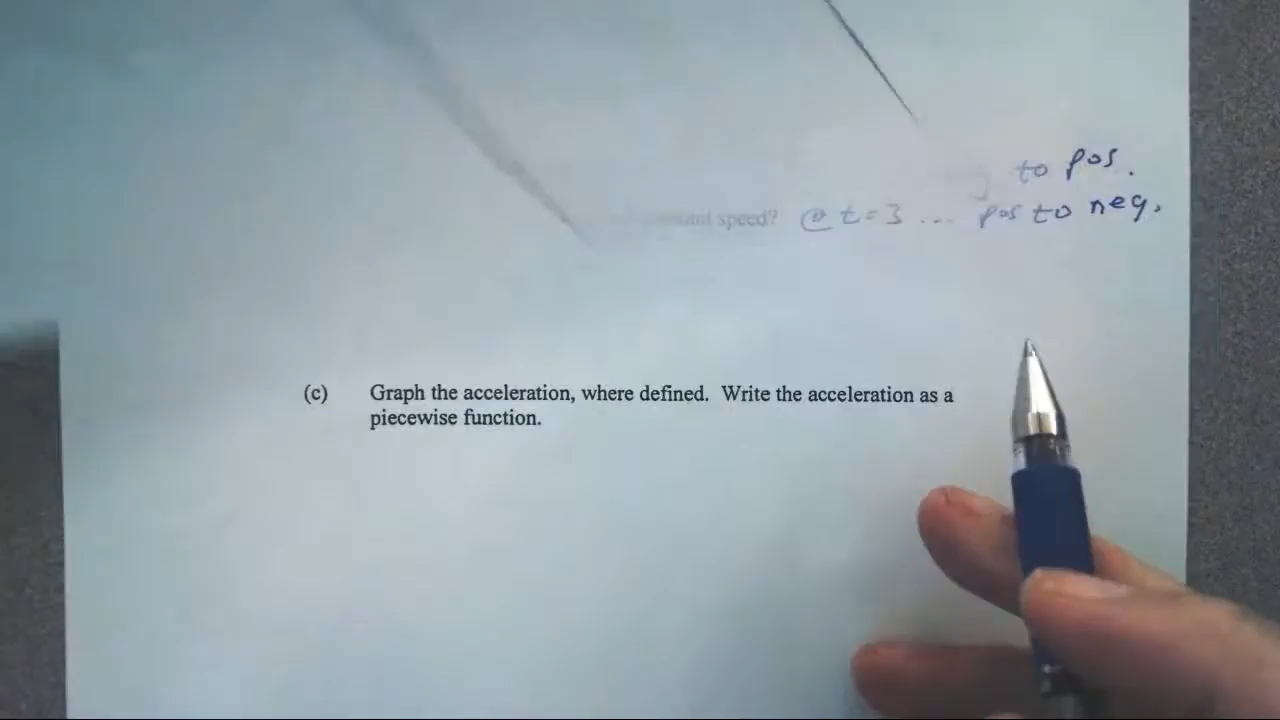 to pos.
speed? @ t=3 ... pos to neg.
(c) Graph the acceleration, where defined. Write the acceleration as a
piecewise function.